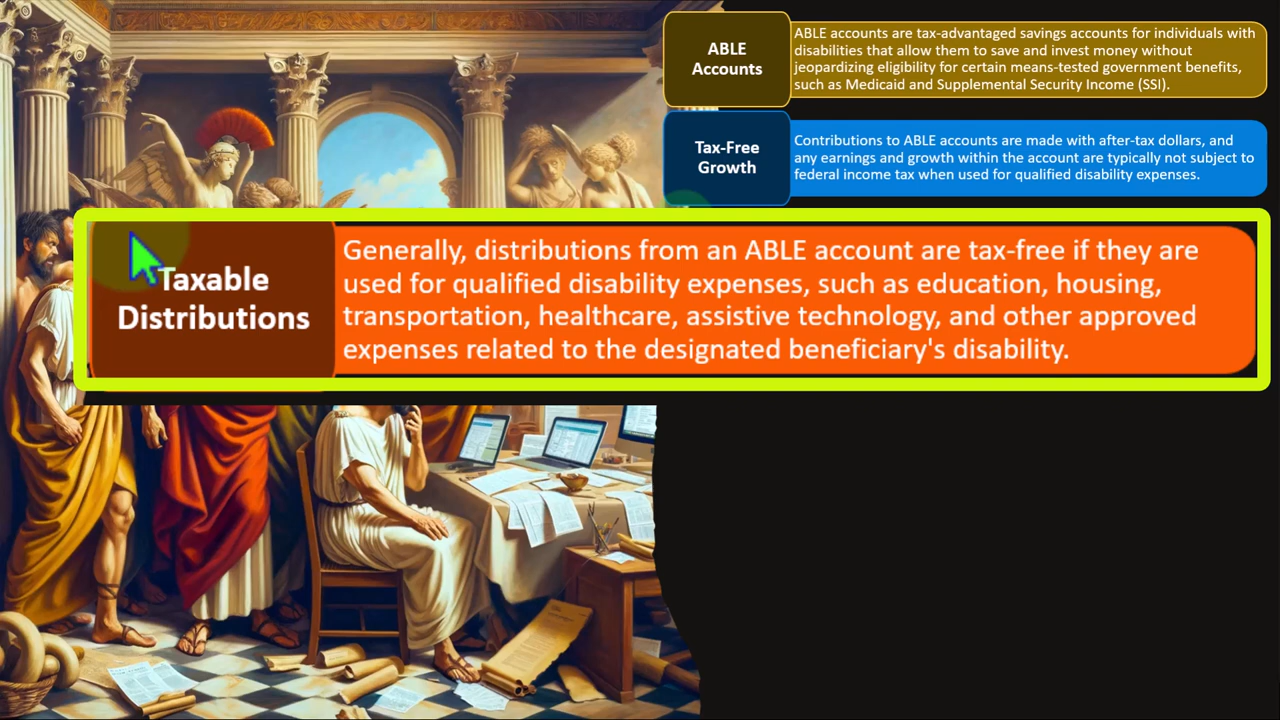 ABLE
Accounts
ABLE accounts are tax-advantaged savings accounts for individuals with
disabilities that allow them to save and invest money without
jeopardizing eligibility for certain means-tested government benefits,
such as Medicaid and Supplemental Security Income (SSI).
Tax-Free
Growth
Contributions to ABLE accounts are made with after-tax dollars, and
any earnings and growth within the account are typically not subject to
federal income tax when used for qualified disability expenses.
Taxable
Distributions
Generally, distributions from an ABLE account are tax-free if they are
used for qualified disability expenses, such as education, housing,
transportation, healthcare, assistive technology, and other approved
expenses related to the designated beneficiary's disability.